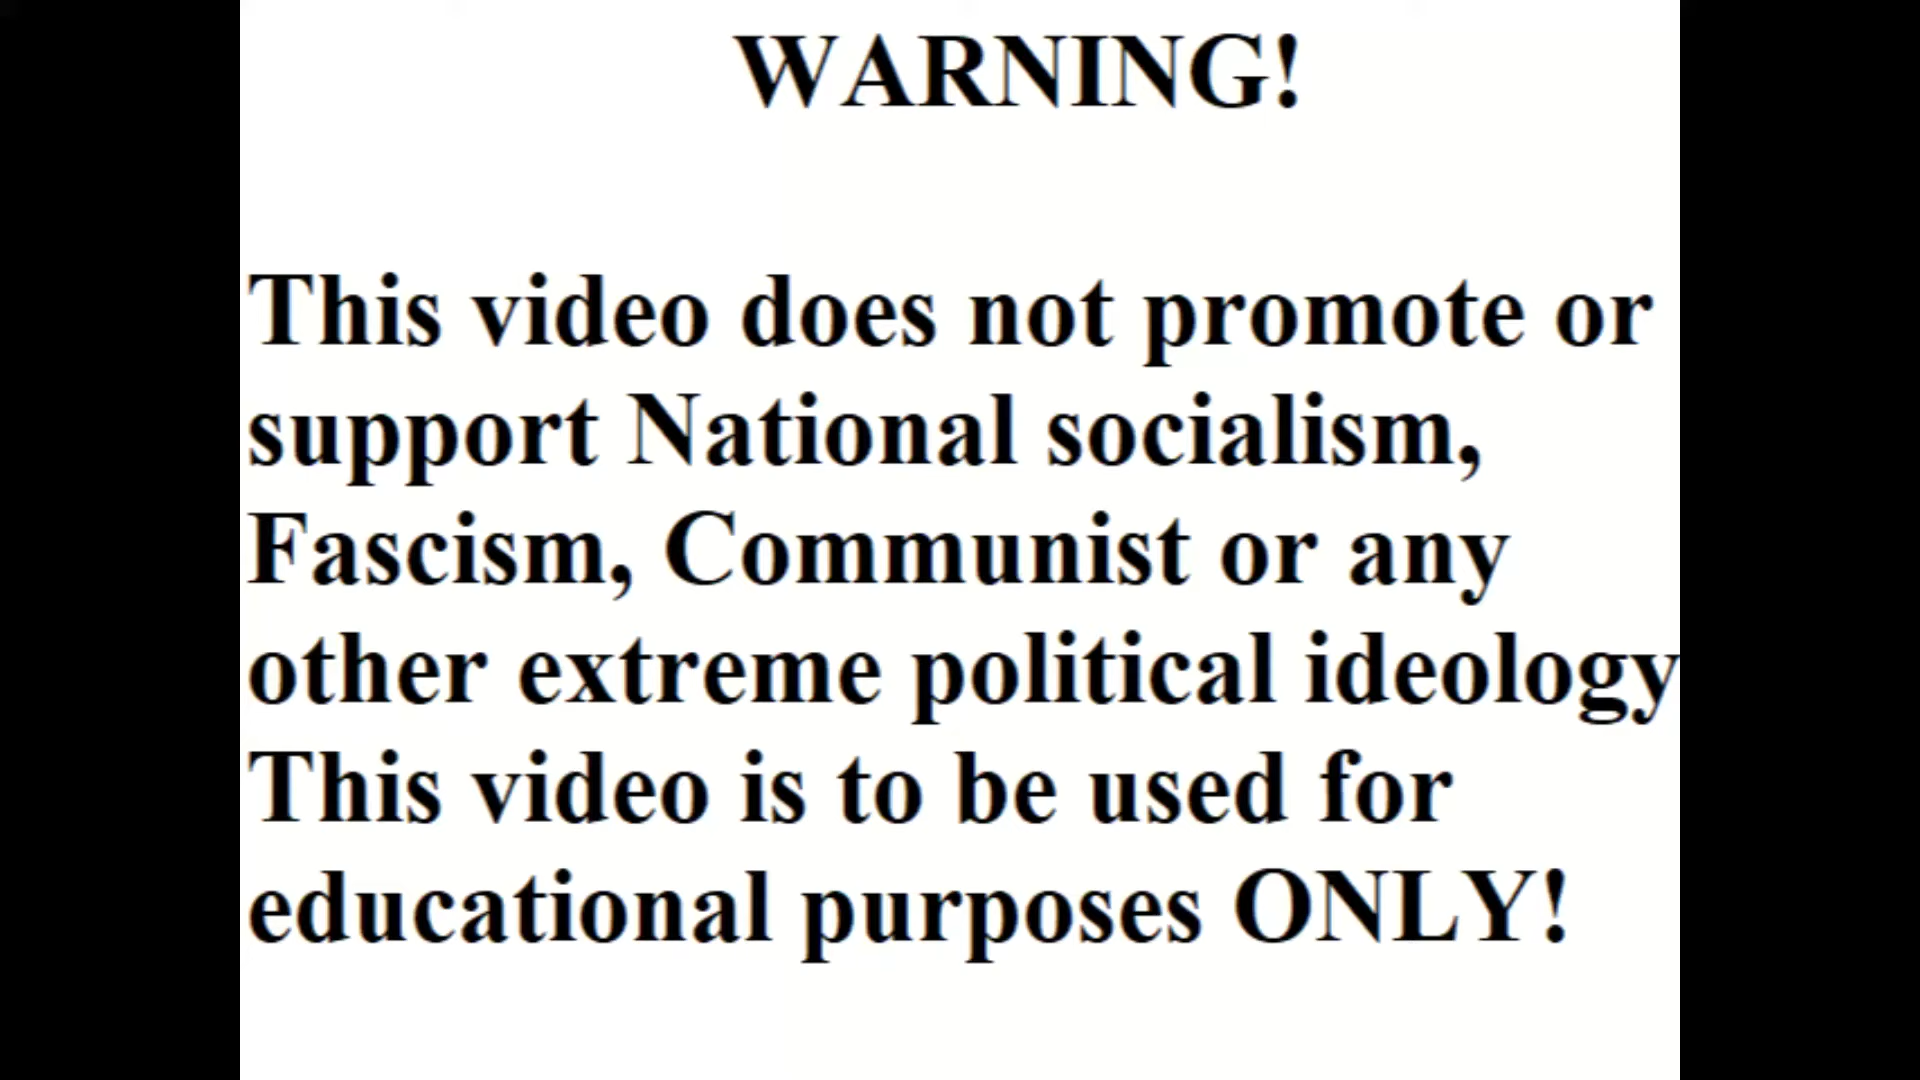 WARNING!
This video does not promote or
support National socialism,
Fascism, Communist or any
other extreme political ideology
This video is to be used for
educational purposes ONLY!